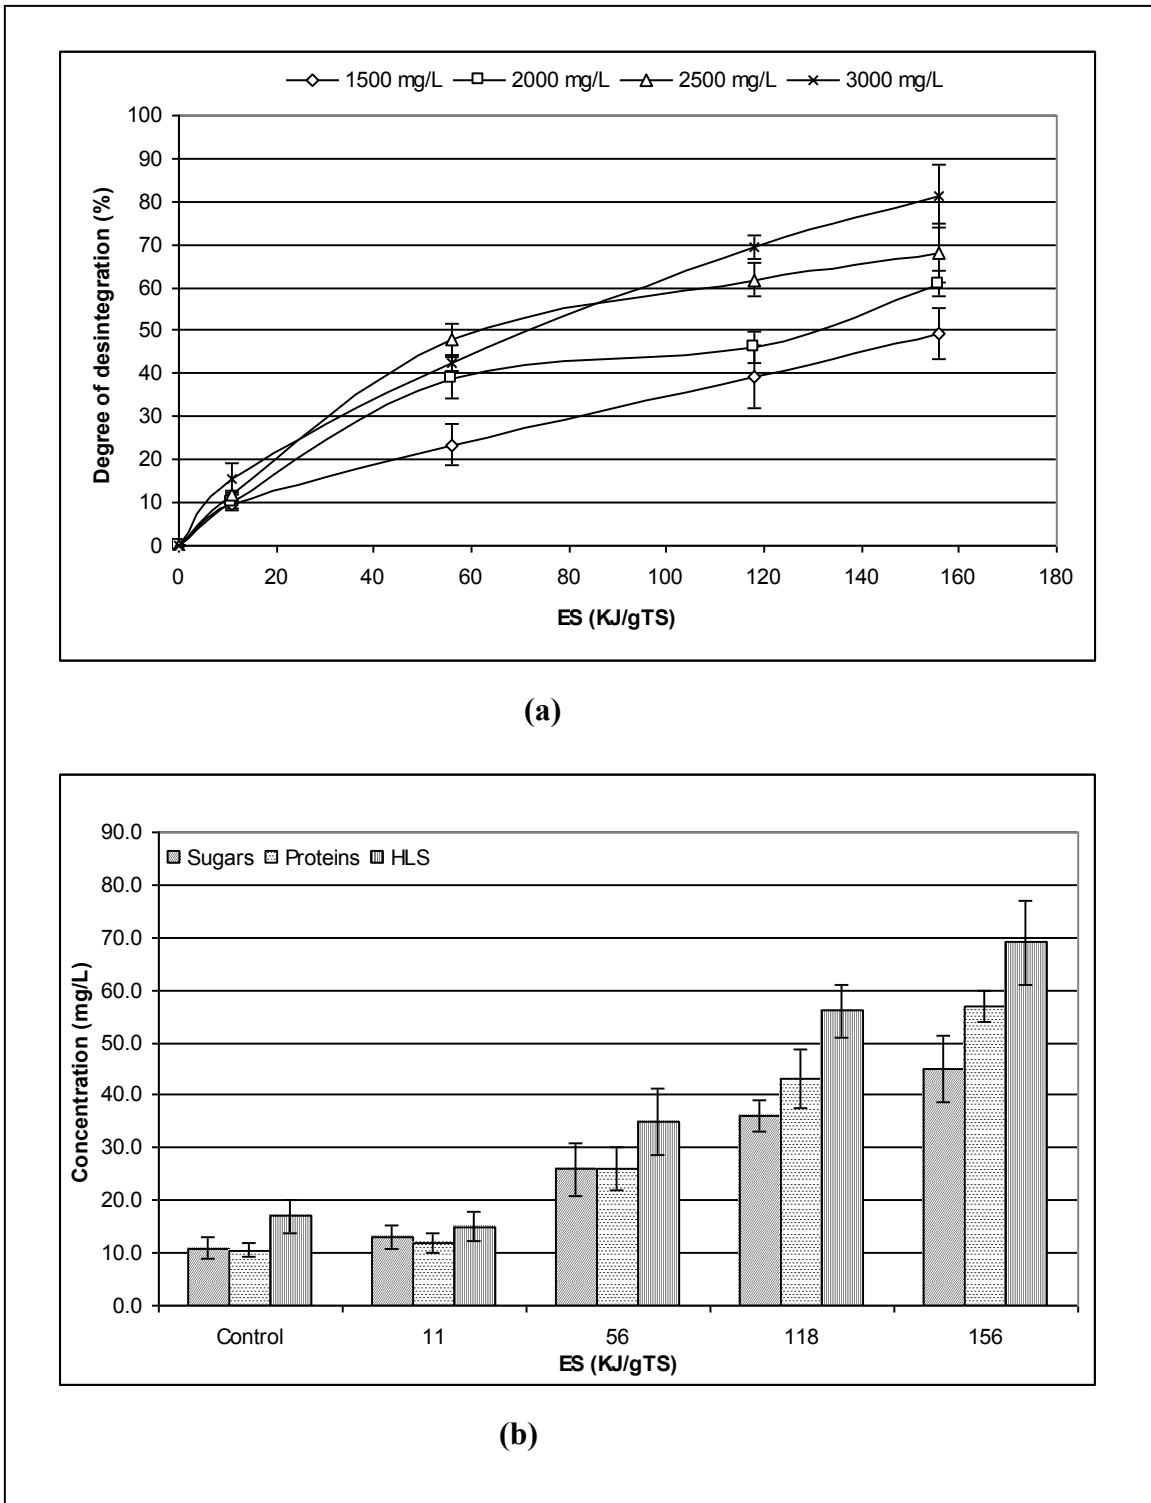 1500 mg/L 2000 mg/L 2500 mg/L 3000 mg/L
100
90
80
70
60
50
40
30
20
10
0
Degree of desintegration (%)
0 20 40 60 80 100 120 140 160 180
ES (KJ/gTS)
(a)
90.0
80.0
70.0
60.0
50.0
40.0
30.0
20.0
10.0
0.0
Concentration (mg/L)
Sugars Proteins HLS
Control 11 56 118 156
ES (KJ/gTS)
(b)